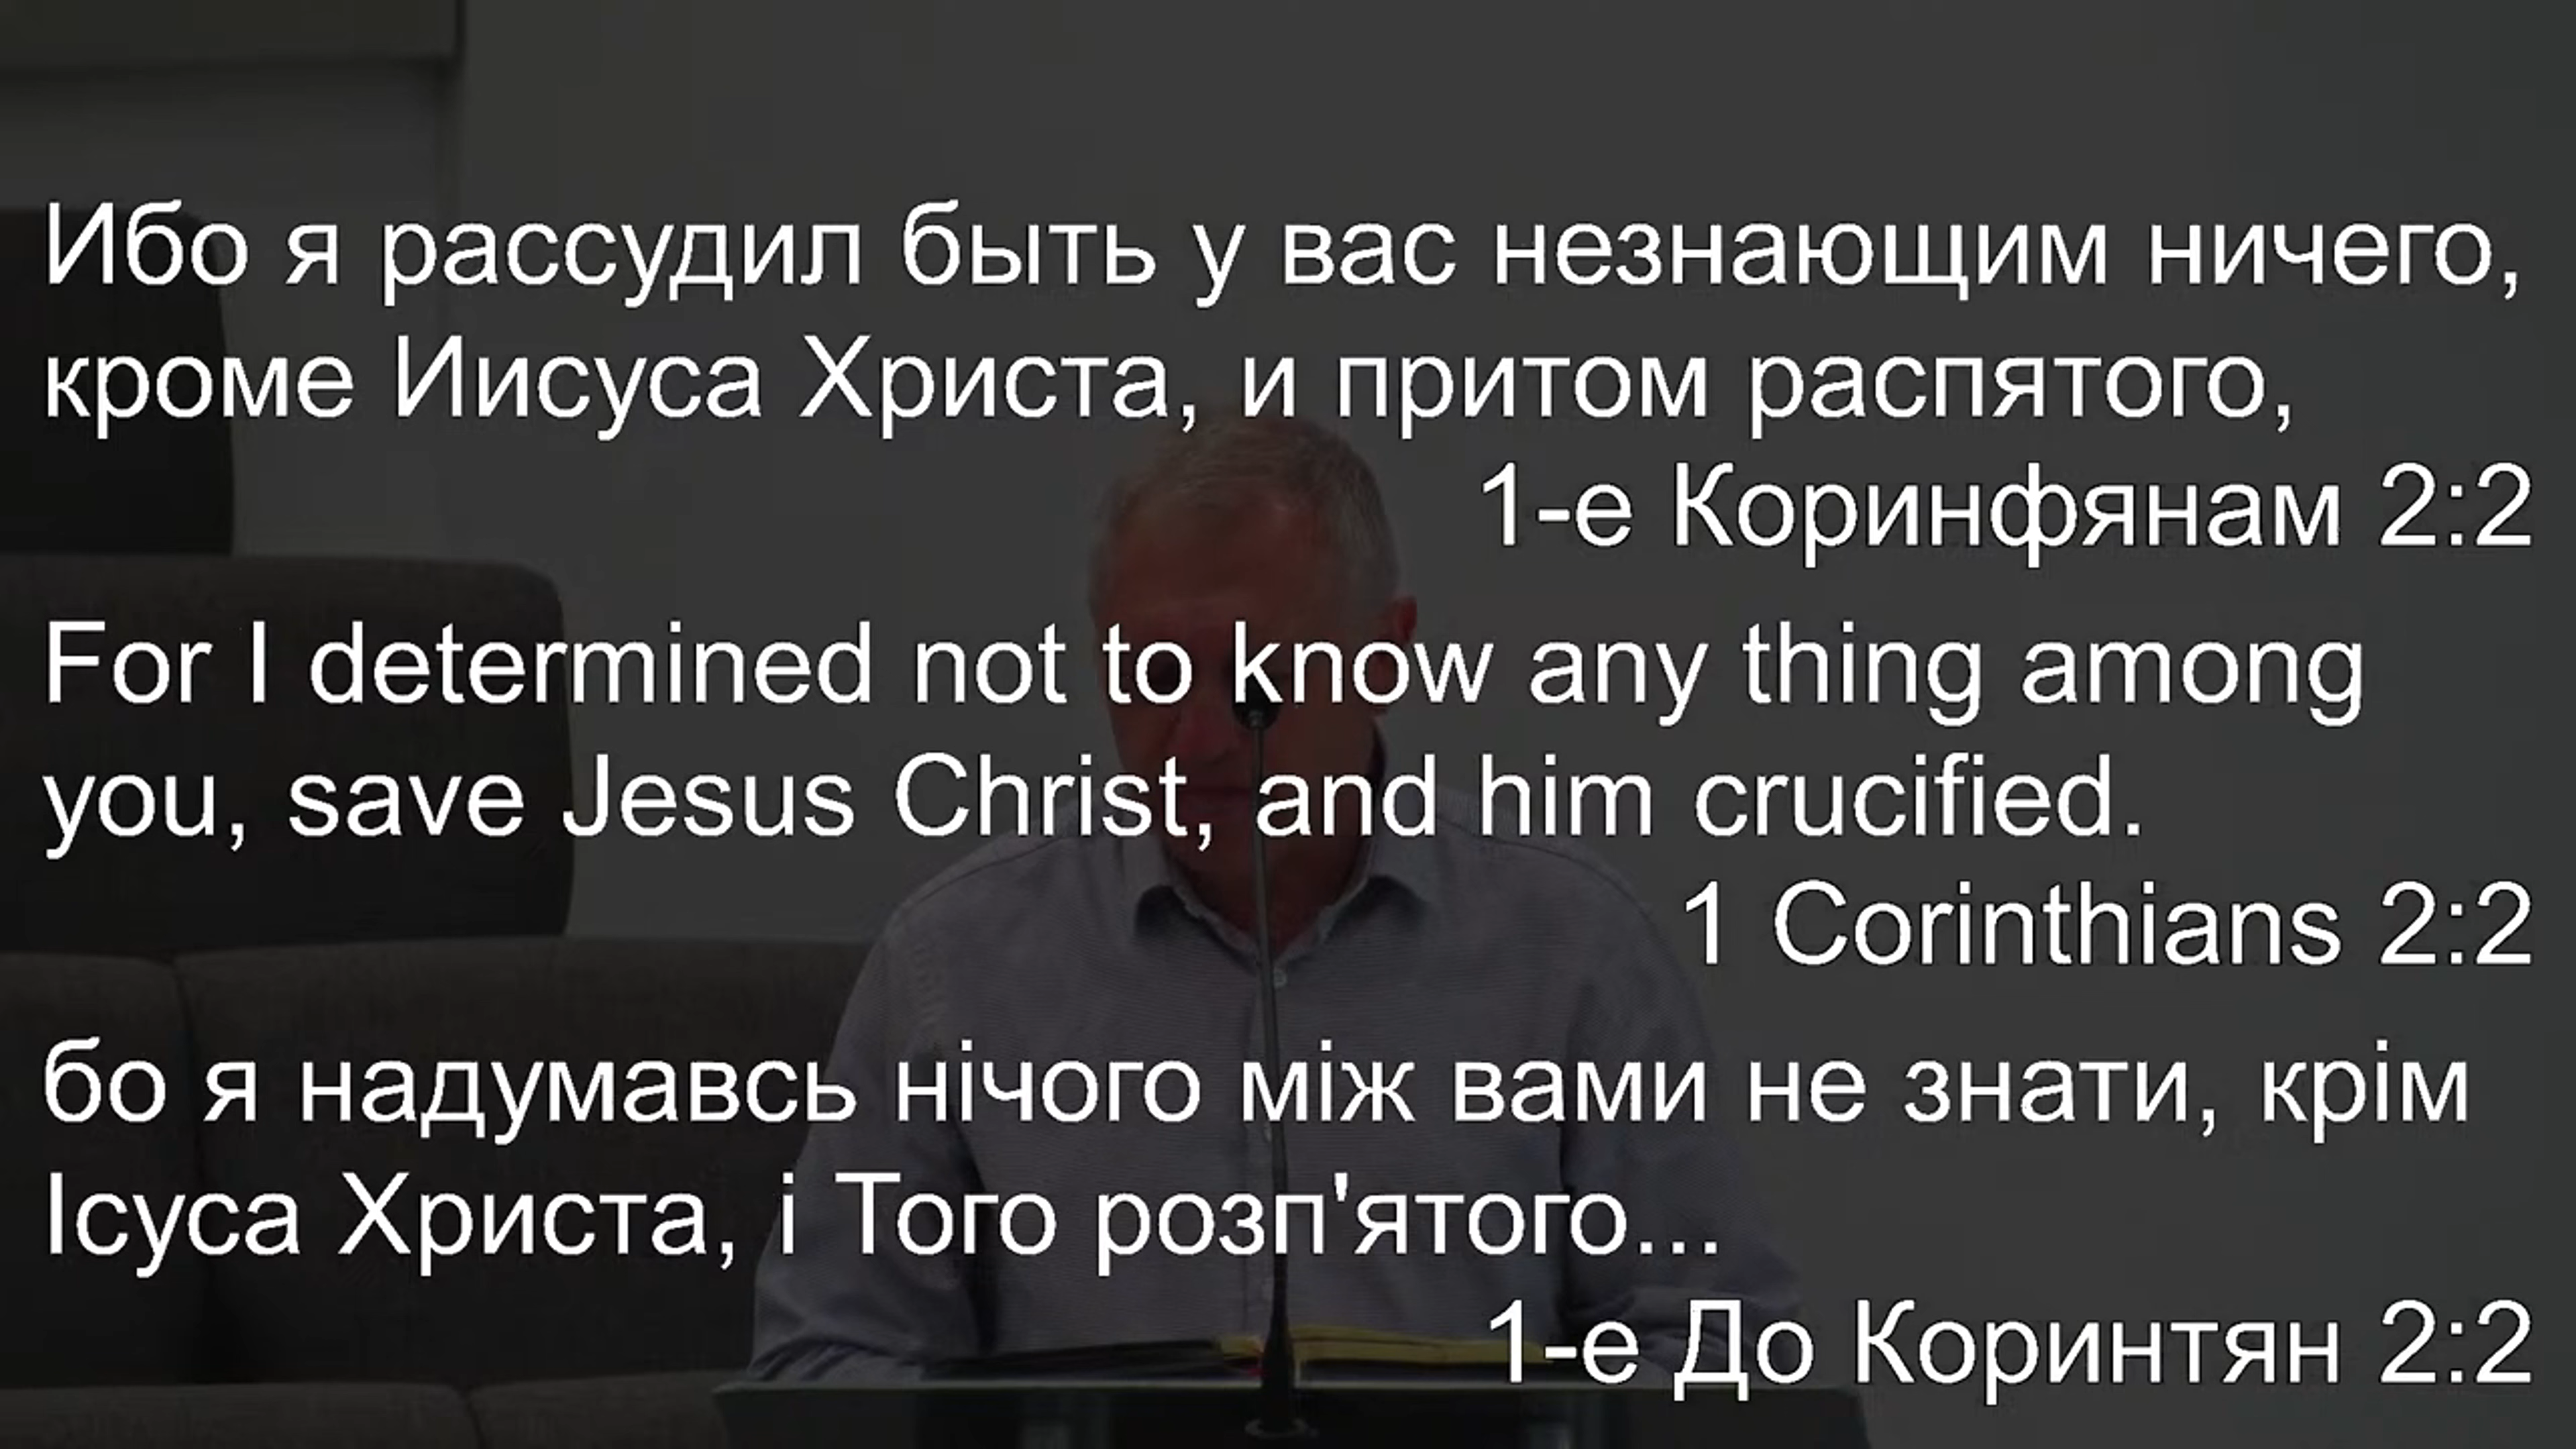 Ибо я рассудил быть у вас незнающим ничего,
кроме Иисуса Христа, и притом распятого,
1-е Коринфянам 2:2
For I determined not to know any thing among
you, save Jesus Christ, and him crucified.
1 Corinthians 2:2
бо я надумавсь нічого між вами не знати, крім
Ісуса Христа, і Того розп'ятого...
1-е До Коринтян 2:2